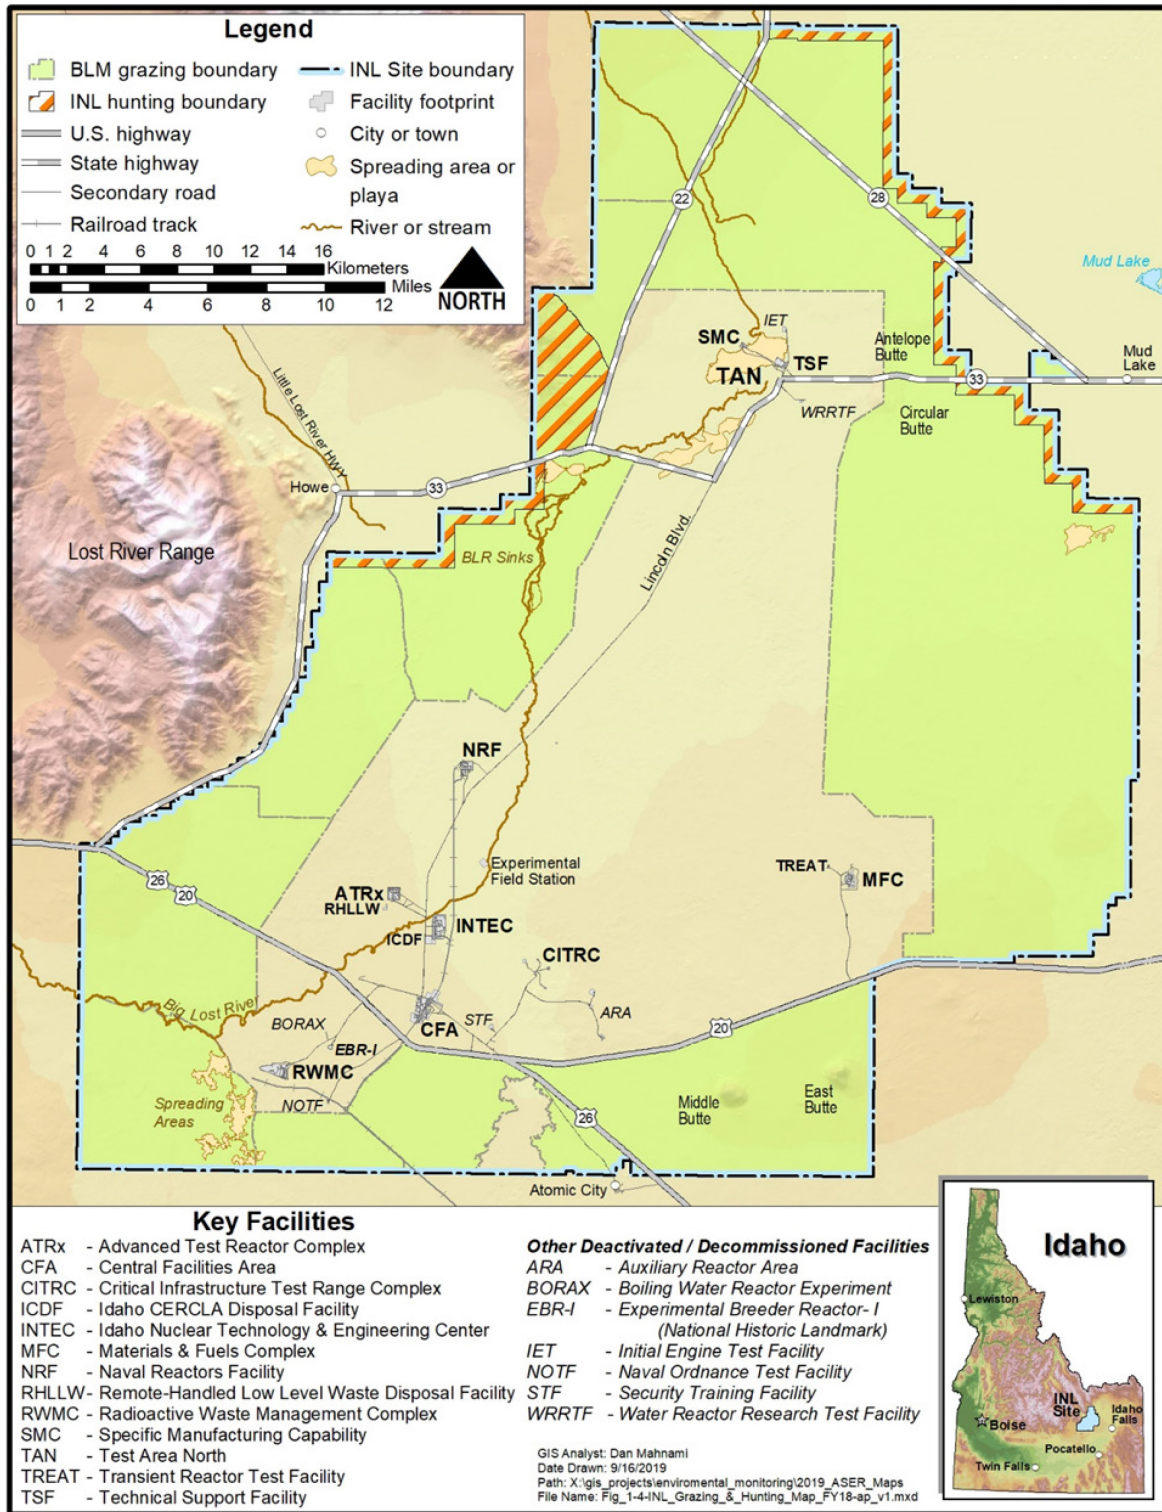 Legend
BLM grazing boundary
INL hunting boundary
U.S. highway
State highway
Secondary road
Railroad track
INL Site boundary
Facility footprint
City or town
Spreading area or
playa
River or stream
0 1 2 4 6 8 10 12 14 16
Kilometers
Miles
0 1 2 4 6 8 10 12
NORTH
22
28
Mud Lake
IET
SMC
TSF
TAN
Antelope
Butte
Mud
Lake
33
WRRTF
Circular
Butte
Little Lost River HWY
Howe
33
Lost River Range
BLR Sinks
Lincoln Blvd.
NRF
Experimental
Field Station
26
20
ATRx
RHLLW
INTEC
ICDF
TREAT
MFC
CITRC
Big Lost River
BORAX
STF
ARA
CFA
20
EBR-I
RWMC
NOTF
Spreading
Areas
26
Middle
Butte
East
Butte
Atomic City
Key Facilities
ATRx - Advanced Test Reactor Complex
CFA - Central Facilities Area
CITRC - Critical Infrastructure Test Range Complex
ICDF - Idaho CERCLA Disposal Facility
INTEC - Idaho Nuclear Technology & Engineering Center
MFC - Materials & Fuels Complex
NRF - Naval Reactors Facility
RHLLW - Remote-Handled Low Level Waste Disposal Facility
RWMC - Radioactive Waste Management Complex
SMC - Specific Manufacturing Capability
TAN - Test Area North
TREAT - Transient Reactor Test Facility
TSF - Technical Support Facility
Other Deactivated / Decommissioned Facilities
ARA - Auxiliary Reactor Area
BORAX - Boiling Water Reactor Experiment
EBR-I - Experimental Breeder Reactor- I
(National Historic Landmark)
IET - Initial Engine Test Facility
NOTF - Naval Ordnance Test Facility
STF - Security Training Facility
WRRTF - Water Reactor Research Test Facility
GIS Analyst: Dan Mahnami
Date Drawn: 9/16/2019
Path: X:\gis_projects\enviromental_monitoring\2019_ASER_Maps
File Name: Fig_1-4-INL_Grazing_&_Hunting_Map_FY18-ap_v1.mxd
Idaho
Lewiston
INL
Site
Idaho
Falls
Boise
Pocatello
Twin Falls